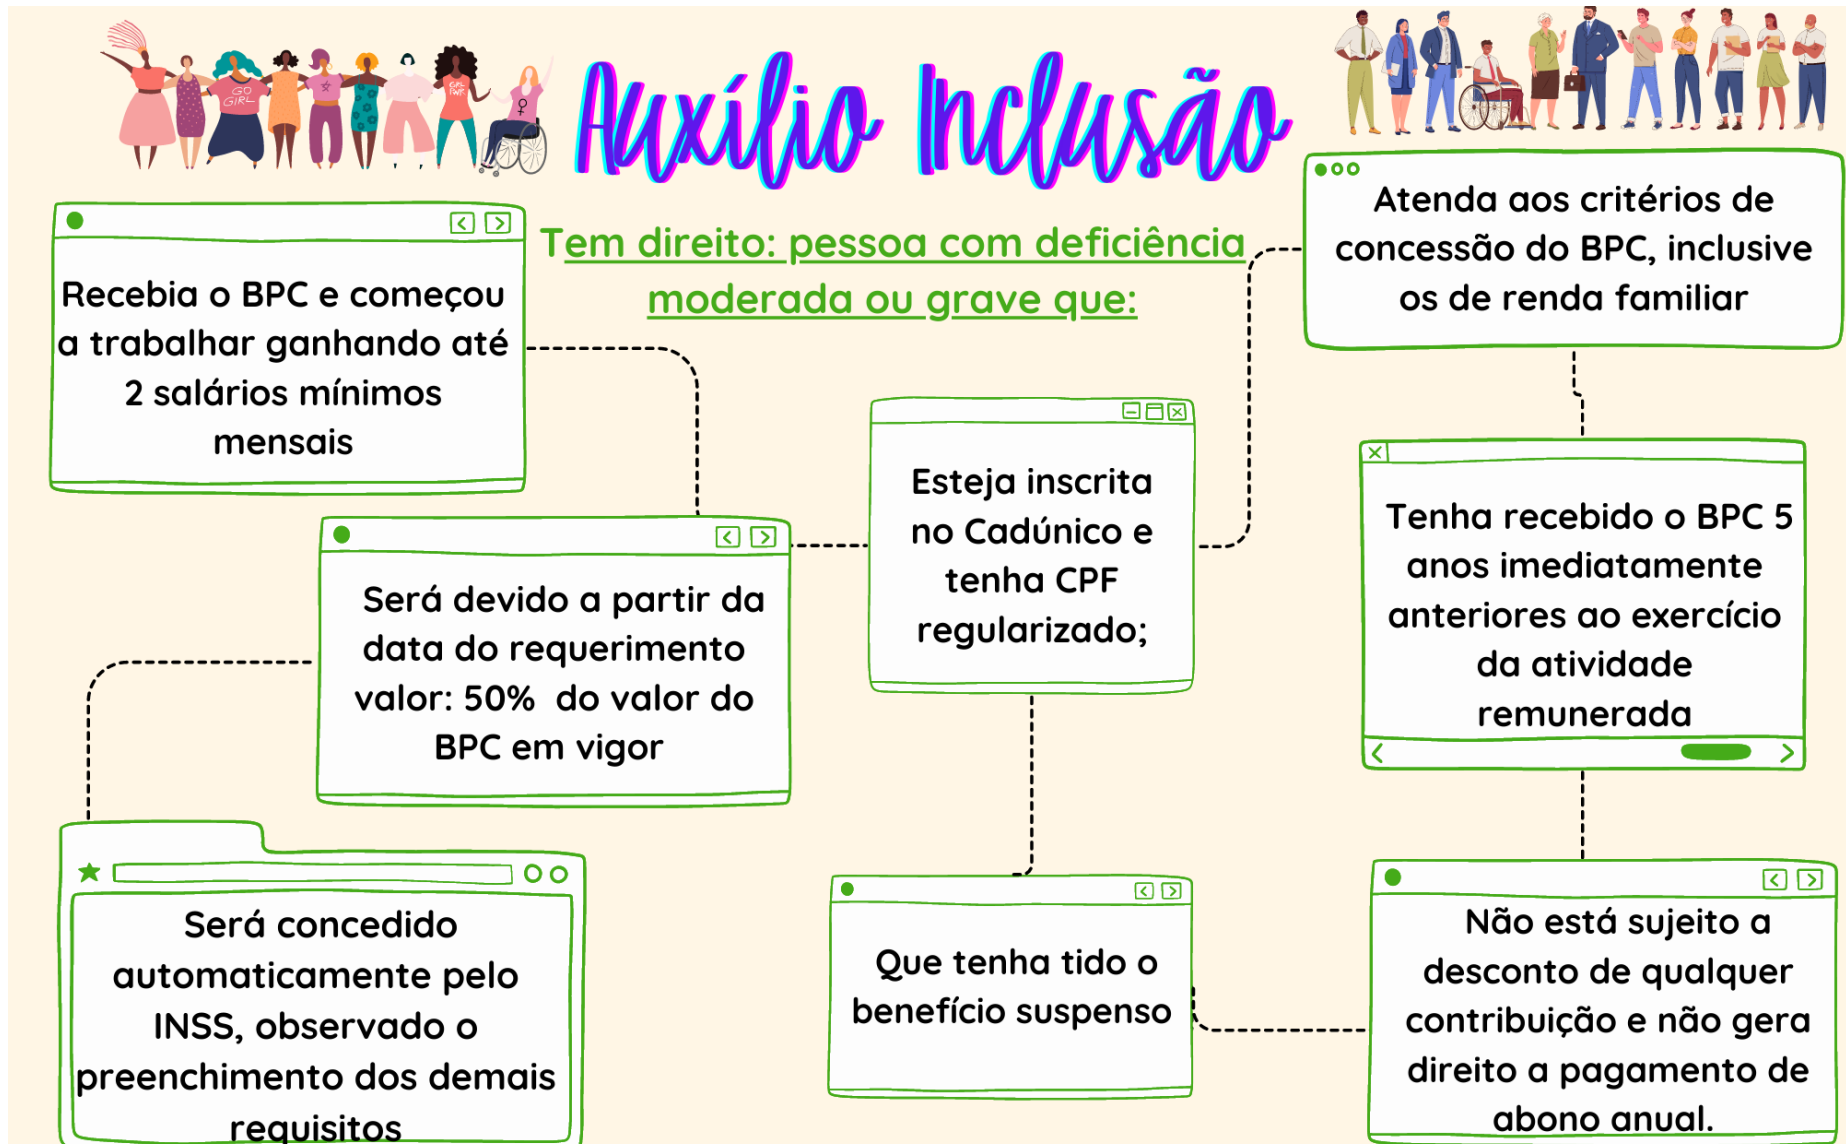 Auxílio Inclusão
GO
GIRL
GIRL
PWR
Tem direito: pessoa com deficiência
moderada ou grave que:
Recebia o BPC e começou
a trabalhar ganhando até
2 salários mínimos
mensais
Atenda aos critérios de
concessão do BPC, inclusive
os de renda familiar
Esteja inscrita
no Cadúnico e
tenha CPF
regularizado;
Tenha recebido o BPC 5
anos imediatamente
anteriores ao exercício
da atividade
remunerada
Será devido a partir da
data do requerimento
valor: 50% do valor do
BPC em vigor
Será concedido
automaticamente pelo
INSS, observado o
preenchimento dos demais
requisitos
Que tenha tido o
benefício suspenso
Não está sujeito a
desconto de qualquer
contribuição e não gera
direito a pagamento de
abono anual.